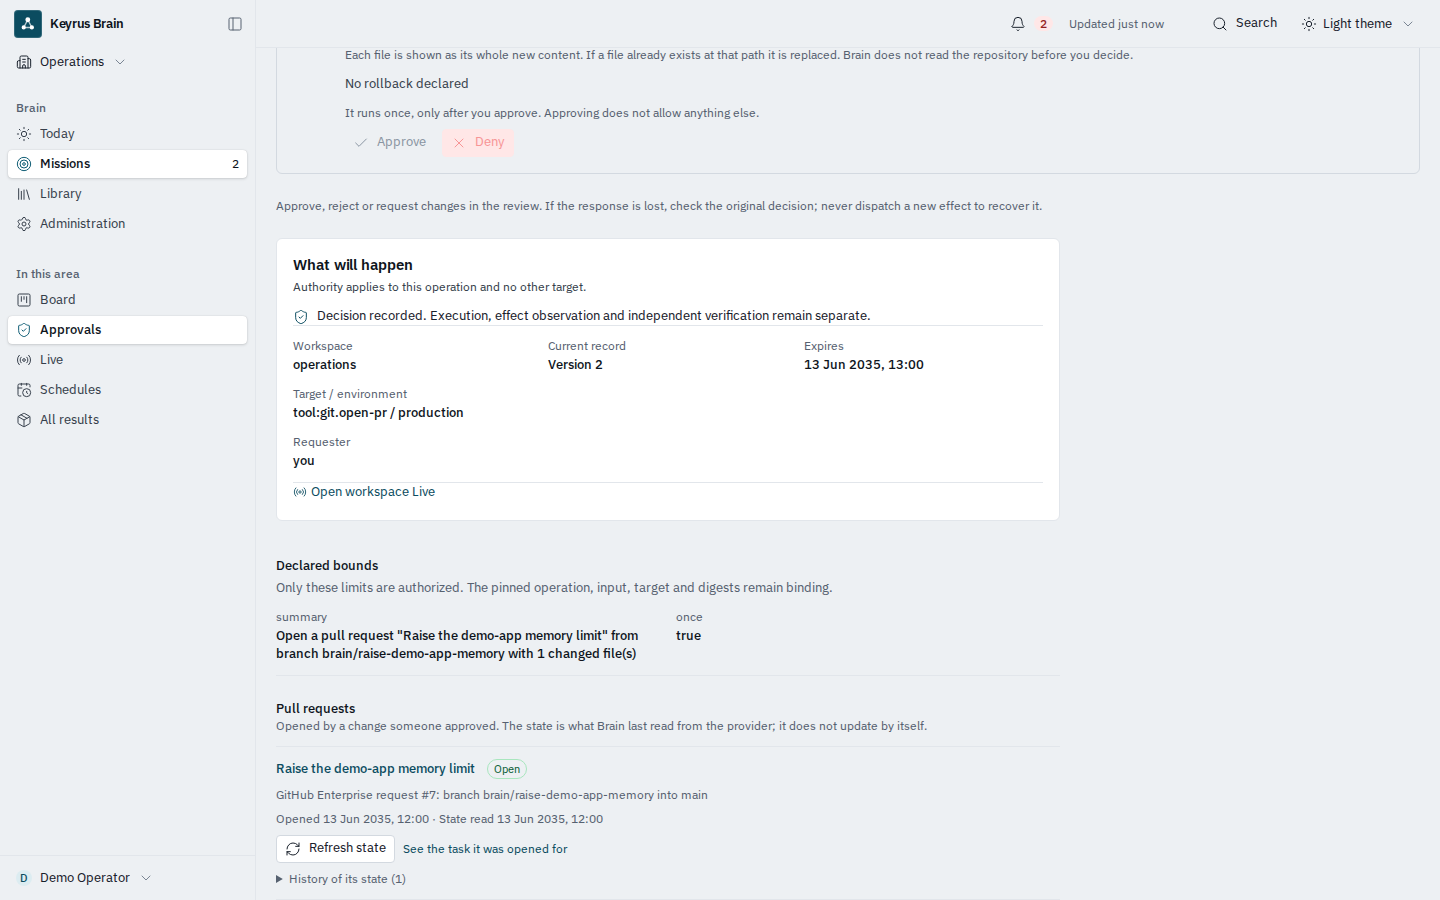 Keyrus Brain
2
Updated just now
Search
Light theme
Operations
Brain
Today
Missions
2
Library
Administration
In this area
Board
Approvals
Live
Schedules
All results
Demo Operator
D
Each file is shown as its whole new content. If a file already exists at that path it is replaced. Brain does not read the repository before you decide.
No rollback declared
It runs once, only after you approve. Approving does not allow anything else.
Approve
Deny
Approve, reject or request changes in the review. If the response is lost, check the original decision; never dispatch a new effect to recover it.
What will happen
Authority applies to this operation and no other target.
Decision recorded. Execution, effect observation and independent verification remain separate.
Workspace
operations
Current record
Version 2
Expires
13 Jun 2035, 13:00
Target / environment
tool:git.open-pr / production
Requester
you
Open workspace Live
Declared bounds
Only these limits are authorized. The pinned operation, input, target and digests remain binding.
summary
Open a pull request "Raise the demo-app memory limit" from
branch brain/raise-demo-app-memory with 1 changed file(s)
once
true
Pull requests
Opened by a change someone approved. The state is what Brain last read from the provider; it does not update by itself.
Raise the demo-app memory limit
Open
GitHub Enterprise request #7: branch brain/raise-demo-app-memory into main
Opened 13 Jun 2035, 12:00 · State read 13 Jun 2035, 12:00
Refresh state
See the task it was opened for
History of its state (1)